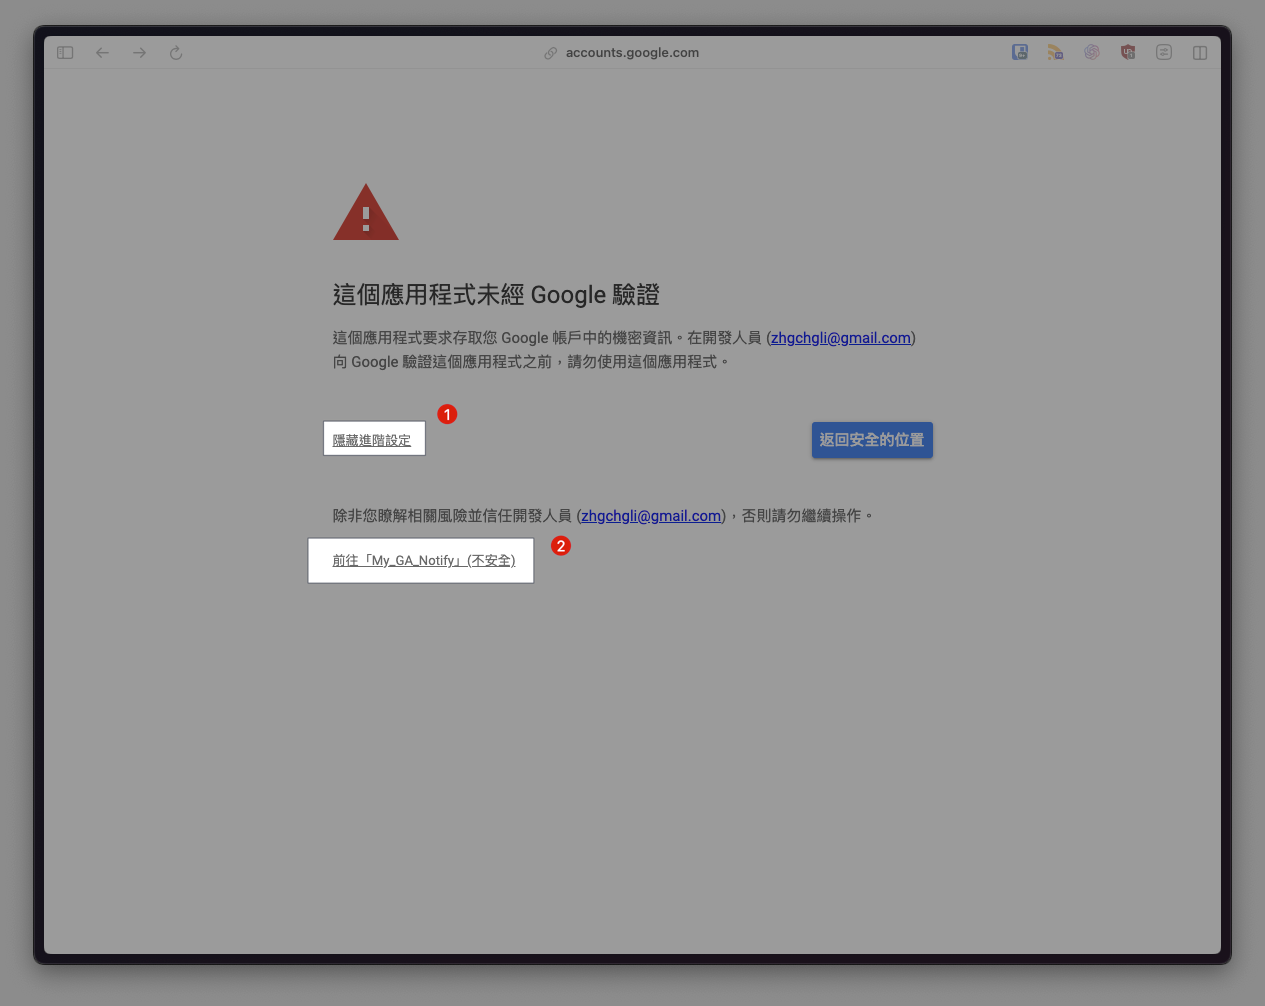 accounts.google.com
這個應用程式未經 Google 驗證
這個應用程式要求存取您 Google 帳戶中的機密資訊。在開發人員 (zhgchgli@gmail.com)
向 Google 驗證這個應用程式之前，請勿使用這個應用程式。
1
隱藏進階設定
返回安全的位置
除非您瞭解相關風險並信任開發人員 (zhgchgli@gmail.com)，否則請勿繼續操作。
2
前往「My_GA_Notify」(不安全)